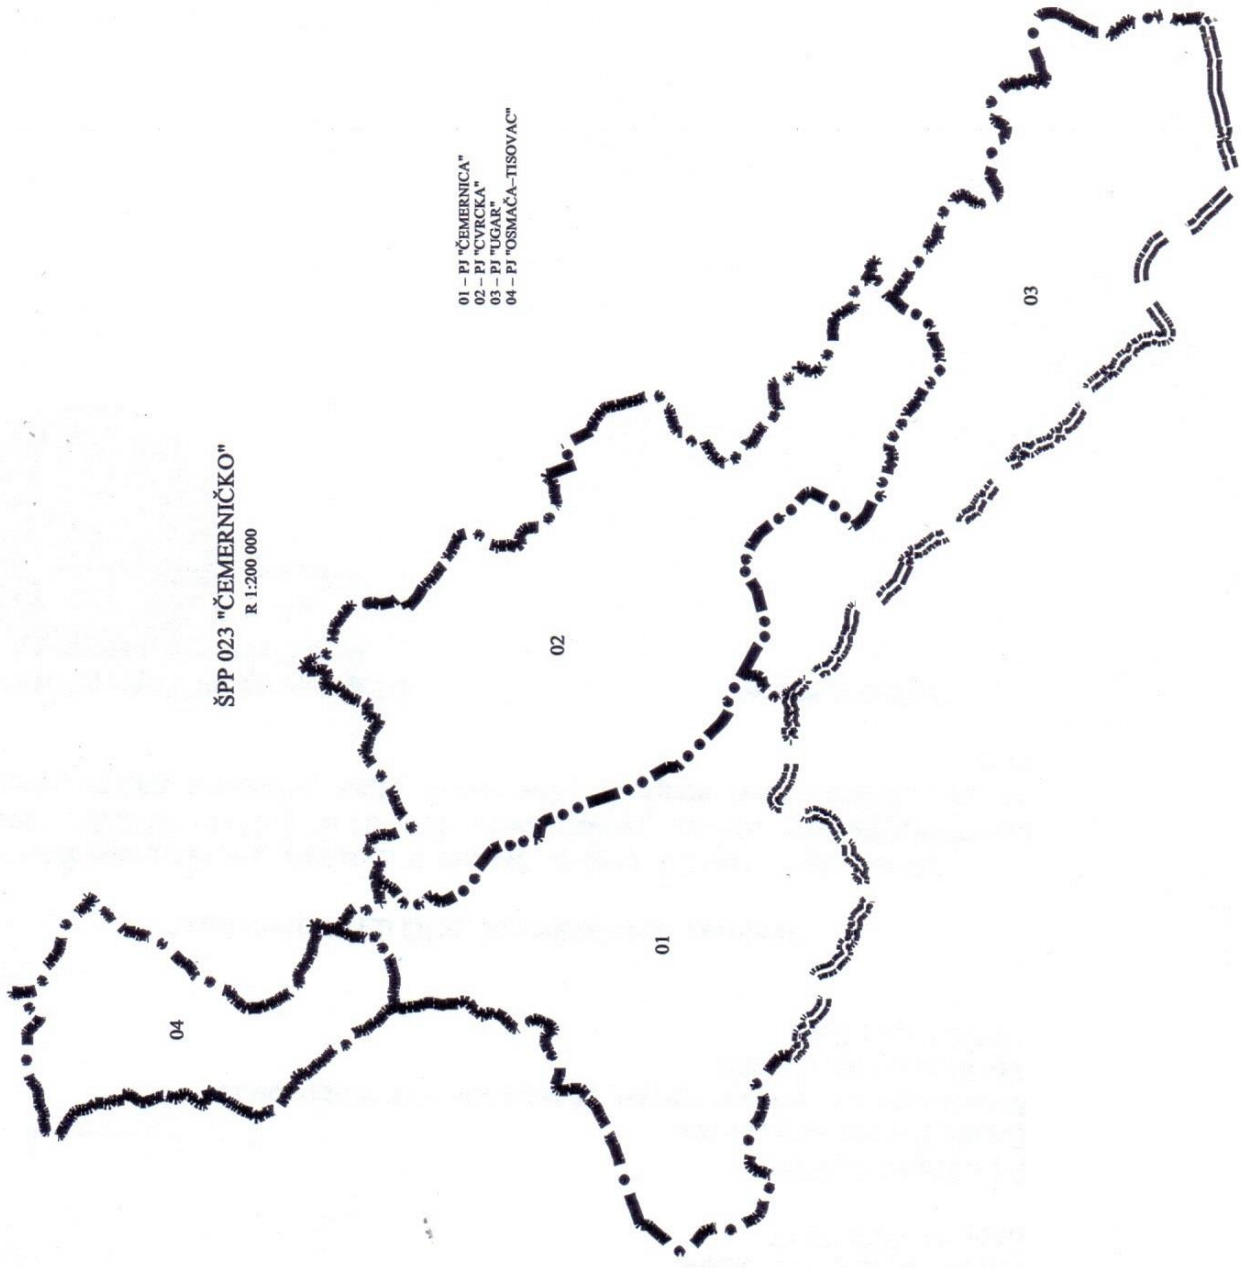 ŠPP 023 "ČEMERNIČKO"
R 1:200 000
01 – PJ "ČEMERNICA"
02 – PJ "CVRCKA"
03 – PJ "UGAR"
04 – PJ "OSMAČA–TISOVAC"
04
01
02
03